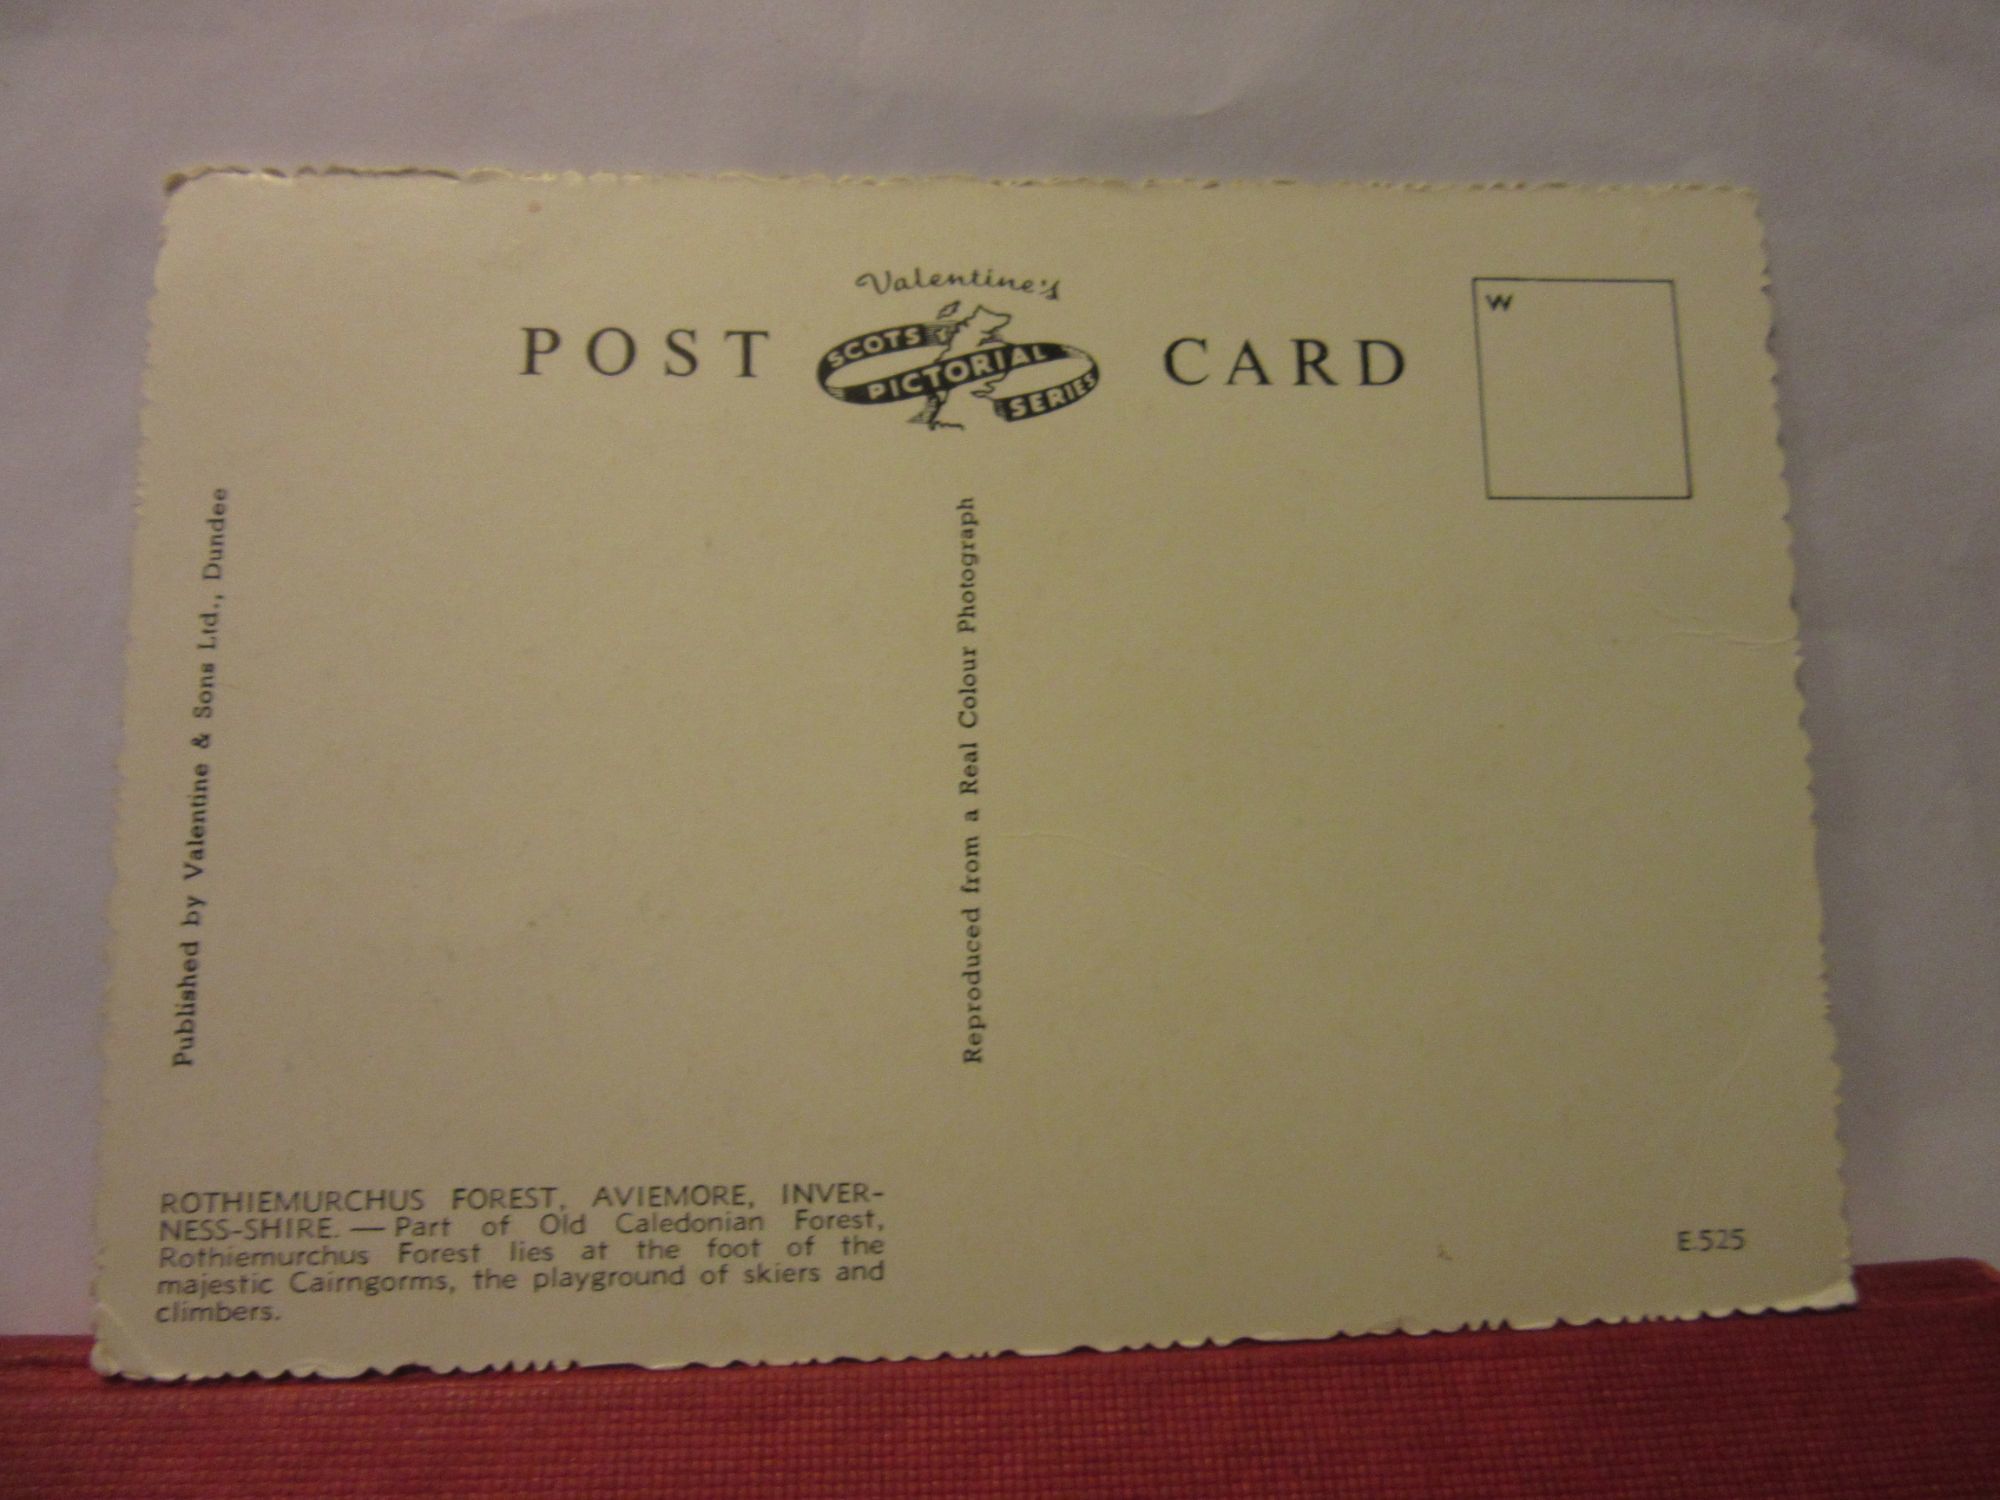 Valentine's
POST CARD
SCOTS
PICTORIAL
SERIES
W
Published by Valentine & Sons Ltd., Dundee
Reproduced from a Real Colour Photograph
ROTHIEMURCHUS FOREST, AVIEMORE, INVER-
NESS-SHIRE. — Part of Old Caledonian Forest,
Rothiemurchus Forest lies at the foot of the
majestic Cairngorms, the playground of skiers and
climbers.
E.525